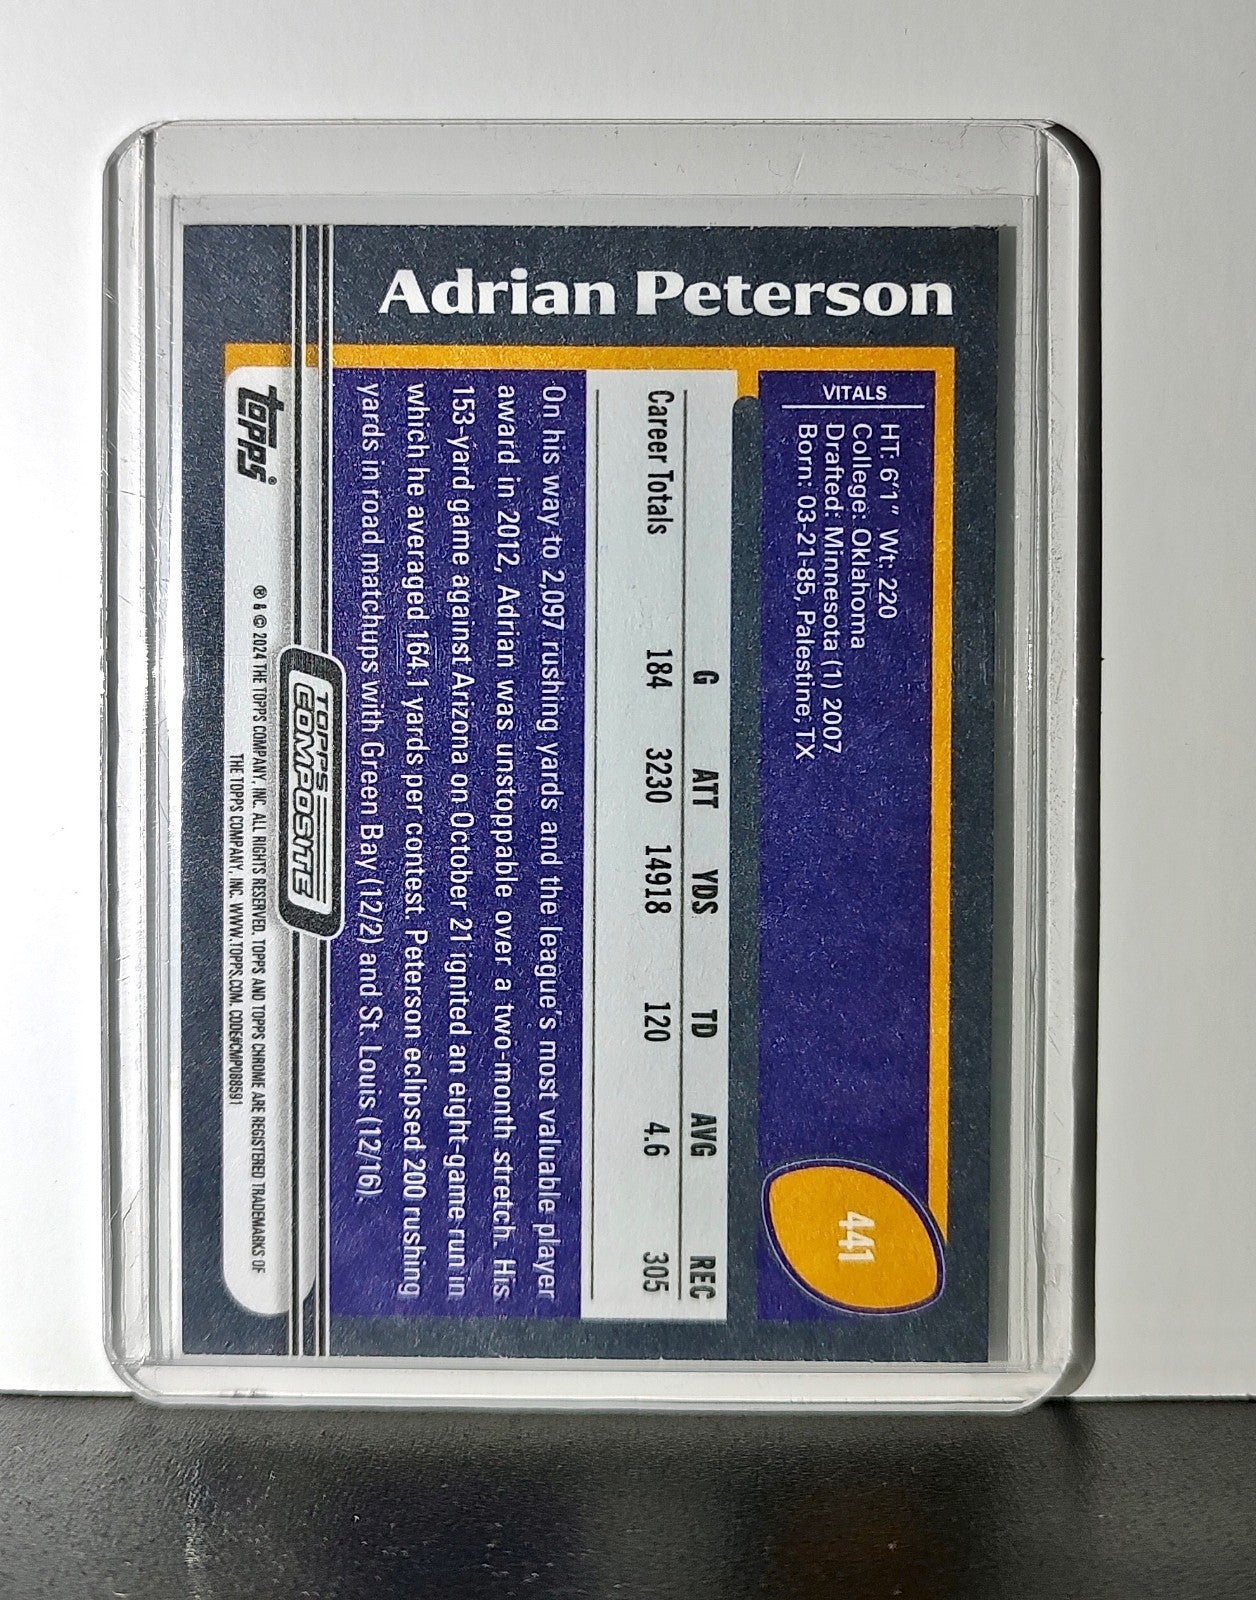 Adrian Peterson
441
VITALS
HT: 6'1" Wt: 220
College: Oklahoma
Drafted: Minnesota (1) 2007
Born: 03-21-85, Palestine, TX
G ATT YDS TD AVG REC
Career Totals 184 3230 14918 120 4.6 305
On his way to 2,097 rushing yards and the league's most valuable player
award in 2012, Adrian was unstoppable over a two-month stretch. His
153-yard game against Arizona on October 21 ignited an eight-game run in
which he averaged 164.1 yards per contest. Peterson eclipsed 200 rushing
yards in road matchups with Green Bay (12/2) and St. Louis (12/16).
TOPPS
COMPOSITE
topps®
® & © 2024 THE TOPPS COMPANY, INC. ALL RIGHTS RESERVED. TOPPS AND TOPPS CHROME ARE REGISTERED TRADEMARKS OF
THE TOPPS COMPANY, INC. WWW.TOPPS.COM. CODE#CMP088591